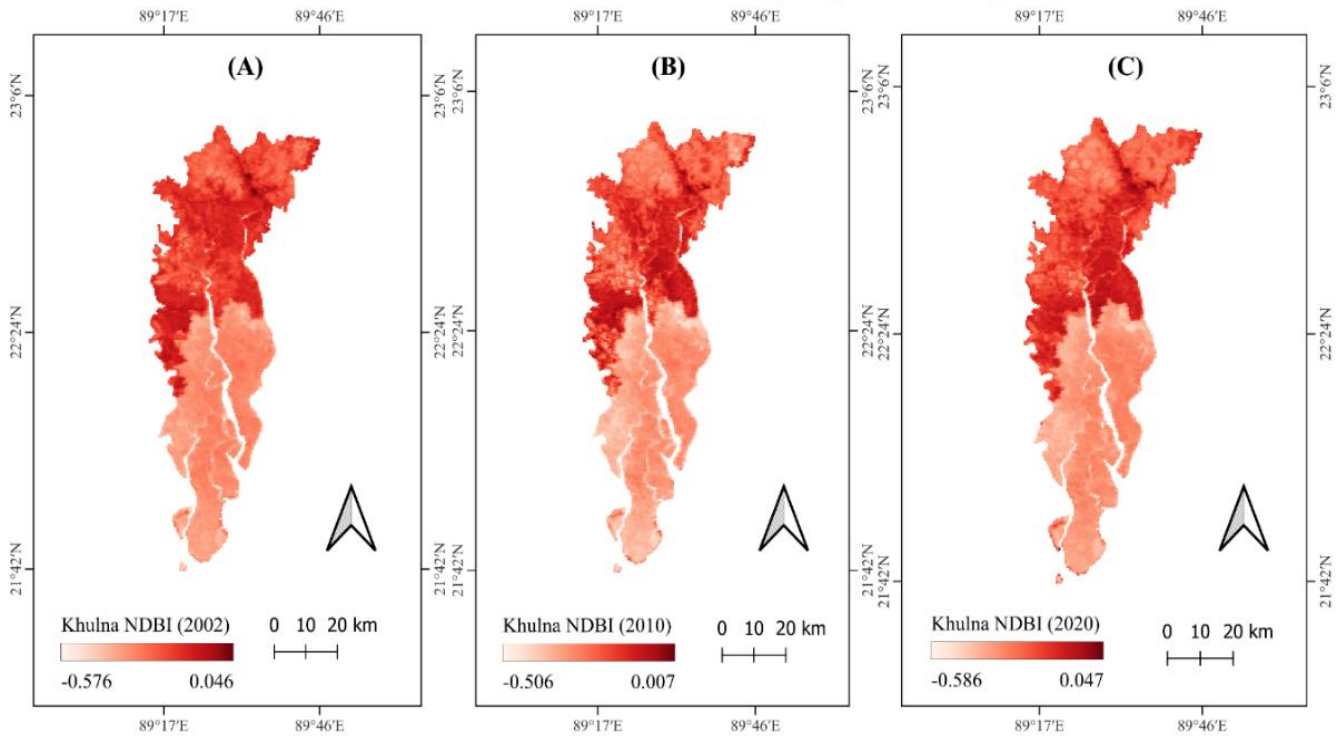 89°17′E 89°46′E 89°17′E 89°46′E 89°17′E 89°46′E
(A) (B) (C)
23°6′N 23°6′N 23°6′N 23°6′N
22°24′N 22°24′N 22°24′N 22°24′N
21°42′N 21°42′N 21°42′N 21°42′N
Khulna NDBI (2002) 0 10 20 km
-0.576 0.046
Khulna NDBI (2010) 0 10 20 km
-0.506 0.007
Khulna NDBI (2020) 0 10 20 km
-0.586 0.047
89°17′E 89°46′E 89°17′E 89°46′E 89°17′E 89°46′E